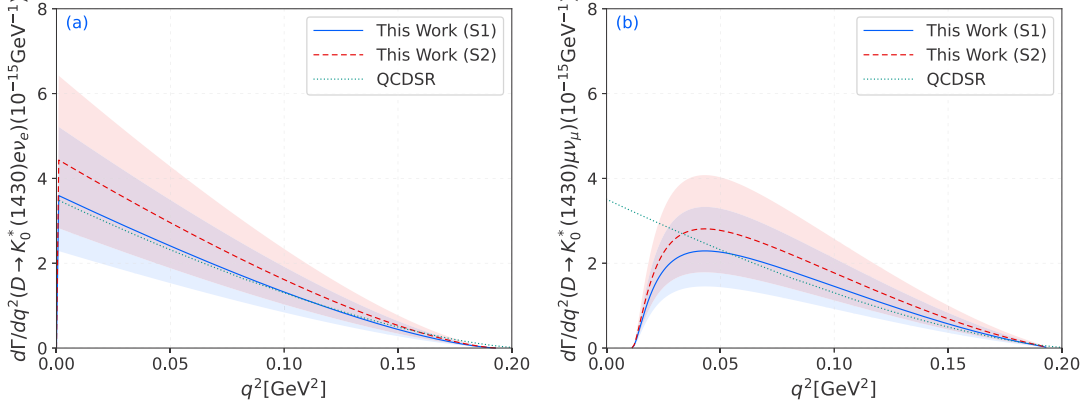 (a)
This Work (S1)
This Work (S2)
QCDSR
dΓ/dq²(D → K₀*(1430)eνₑ)(10⁻¹⁵GeV⁻¹)
8
6
4
2
0
0.00 0.05 0.10 0.15 0.20
q²[GeV²]
(b)
This Work (S1)
This Work (S2)
QCDSR
dΓ/dq²(D → K₀*(1430)μν_μ)(10⁻¹⁵GeV⁻¹)
8
6
4
2
0
0.00 0.05 0.10 0.15 0.20
q²[GeV²]